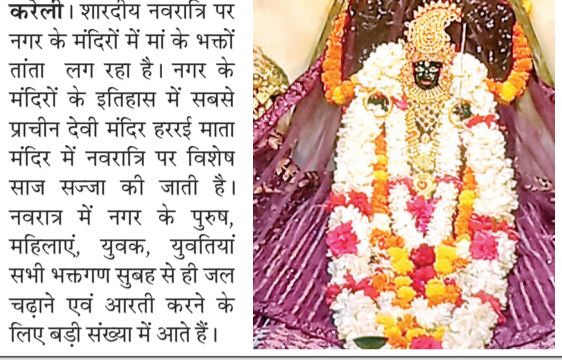 करेली। शारदीय नवरात्रि पर
नगर के मंदिरों में मां के भक्तों
तांता लग रहा है। नगर के
मंदिरों के इतिहास में सबसे
प्राचीन देवी मंदिर हररई माता
मंदिर में नवरात्रि पर विशेष
साज सज्जा की जाती है।
नवरात्र में नगर के पुरुष,
महिलाएं, युवक, युवतियां
सभी भक्तगण सुबह से ही जल
चढ़ाने एवं आरती करने के
लिए बड़ी संख्या में आते हैं।